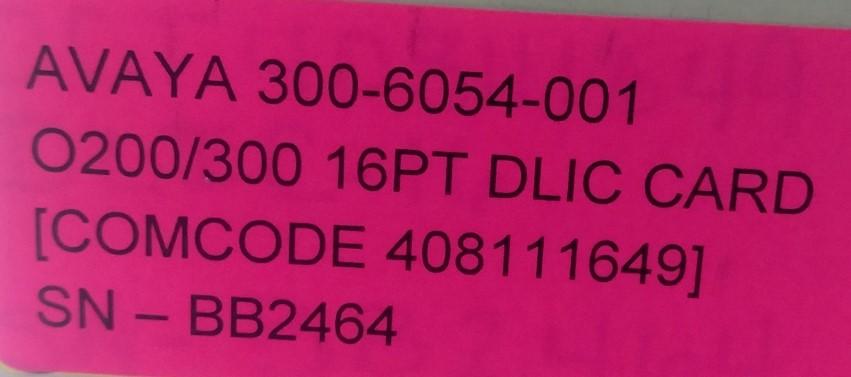 AVAYA 300-6054-001
O200/300 16PT DLIC CARD
[COMCODE 408111649]
SN – BB2464